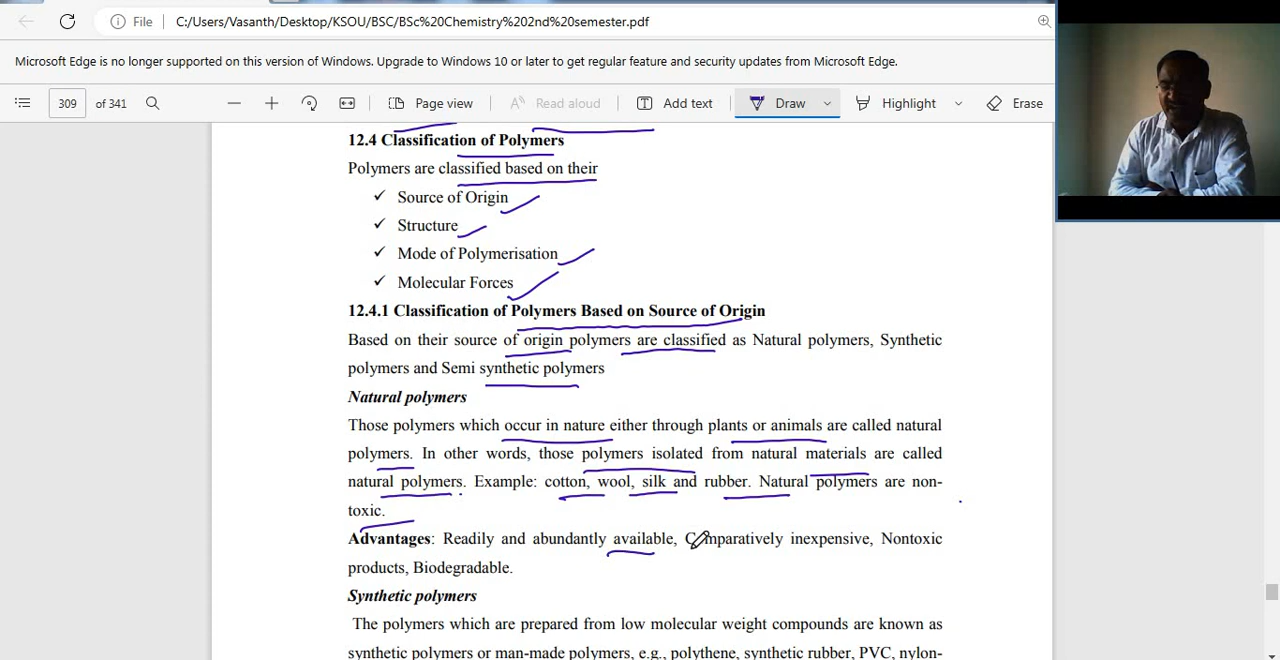 File
C:/Users/Vasanth/Desktop/KSOU/BSC/BSc%20Chemistry%202nd%20semester.pdf
Microsoft Edge is no longer supported on this version of Windows. Upgrade to Windows 10 or later to get regular feature and security updates from Microsoft Edge.
309 of 341 Page view Read aloud Add text Draw Highlight Erase
12.4 Classification of Polymers
Polymers are classified based on their
✓ Source of Origin
✓ Structure
✓ Mode of Polymerisation
✓ Molecular Forces
12.4.1 Classification of Polymers Based on Source of Origin
Based on their source of origin polymers are classified as Natural polymers, Synthetic
polymers and Semi synthetic polymers
Natural polymers
Those polymers which occur in nature either through plants or animals are called natural
polymers. In other words, those polymers isolated from natural materials are called
natural polymers. Example: cotton, wool, silk and rubber. Natural polymers are non-
toxic.
Advantages: Readily and abundantly available, Comparatively inexpensive, Nontoxic
products, Biodegradable.
Synthetic polymers
The polymers which are prepared from low molecular weight compounds are known as
synthetic polymers or man-made polymers, e.g., polythene, synthetic rubber, PVC, nylon-